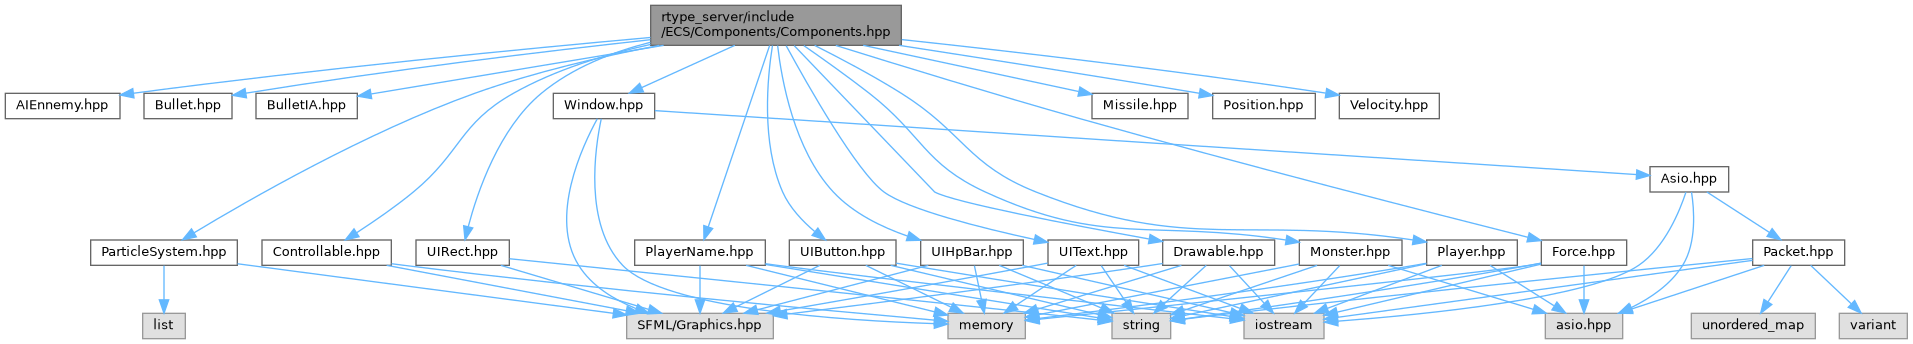 rtype_server/include
/ECS/Components/Components.hpp
AIEnnemy.hpp
Bullet.hpp
BulletIA.hpp
Window.hpp
Missile.hpp
Position.hpp
Velocity.hpp
Asio.hpp
ParticleSystem.hpp
Controllable.hpp
UIRect.hpp
PlayerName.hpp
UIButton.hpp
UIHpBar.hpp
UIText.hpp
Drawable.hpp
Monster.hpp
Player.hpp
Force.hpp
Packet.hpp
list
SFML/Graphics.hpp
memory
string
iostream
asio.hpp
unordered_map
variant